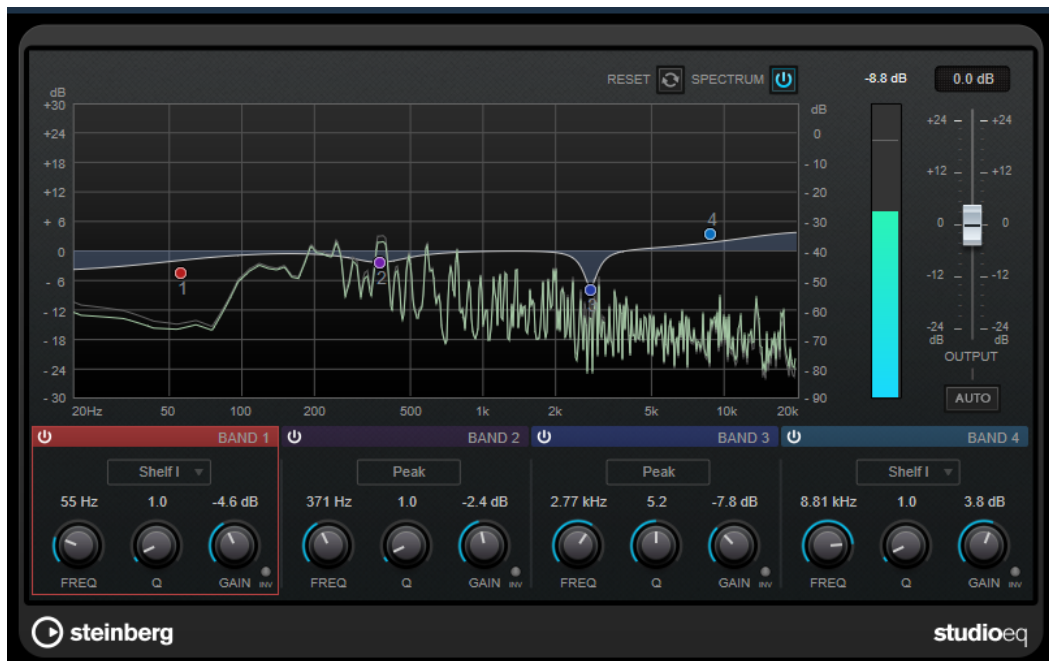 RESET SPECTRUM -8.8 dB 0.0 dB
dB
+30
+24
+18
+12
+ 6
0
- 6
- 12
- 18
- 24
- 30
dB
0
- 10
- 20
- 30
- 40
- 50
- 60
- 70
- 80
- 90
1
2
3
4
20Hz 50 100 200 500 1k 2k 5k 10k 20k
+24 +24
+12 +12
0 0
-12 -12
-24 -24
dB dB
OUTPUT
AUTO
BAND 1 BAND 2 BAND 3 BAND 4
Shelf I Peak Peak Shelf I
55 Hz 1.0 -4.6 dB 371 Hz 1.0 -2.4 dB 2.77 kHz 5.2 -7.8 dB 8.81 kHz 1.0 3.8 dB
FREQ Q GAIN INV FREQ Q GAIN INV FREQ Q GAIN INV FREQ Q GAIN INV
steinberg studioeq